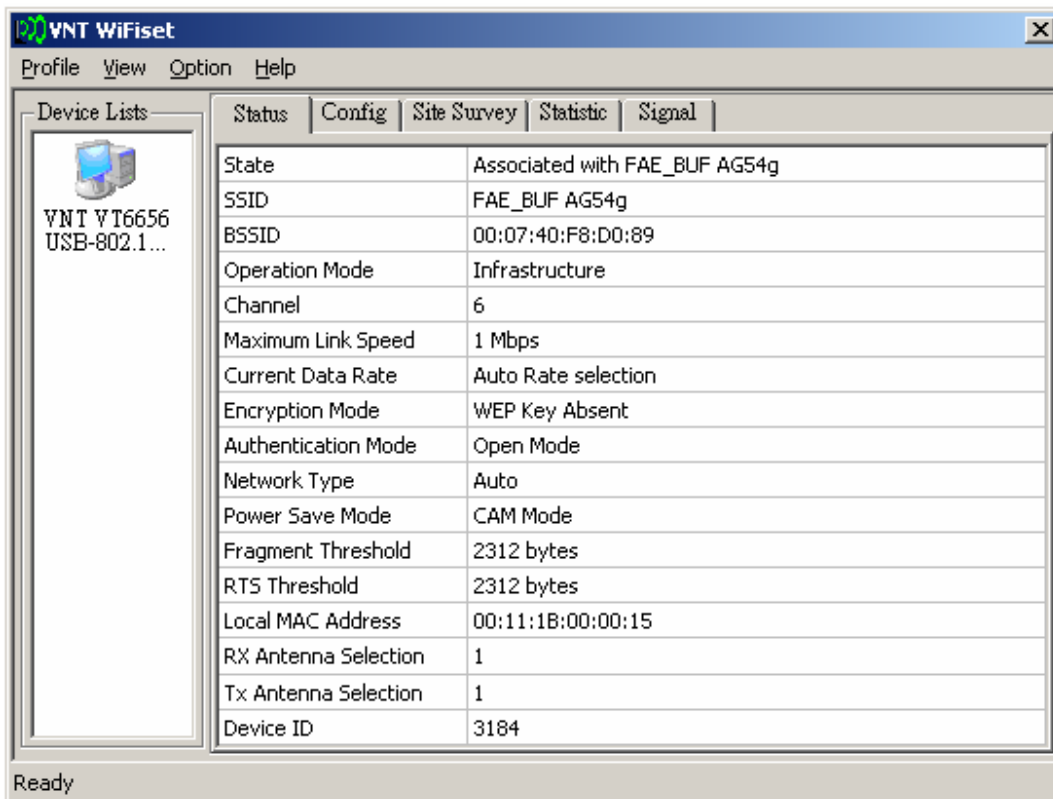 VNT WiFiset
Profile View Option Help
Device Lists
VNT VT6656
USB-802.1...
Status Config Site Survey Statistic Signal
State Associated with FAE_BUF AG54g
SSID FAE_BUF AG54g
BSSID 00:07:40:F8:D0:89
Operation Mode Infrastructure
Channel 6
Maximum Link Speed 1 Mbps
Current Data Rate Auto Rate selection
Encryption Mode WEP Key Absent
Authentication Mode Open Mode
Network Type Auto
Power Save Mode CAM Mode
Fragment Threshold 2312 bytes
RTS Threshold 2312 bytes
Local MAC Address 00:11:1B:00:00:15
RX Antenna Selection 1
Tx Antenna Selection 1
Device ID 3184
Ready